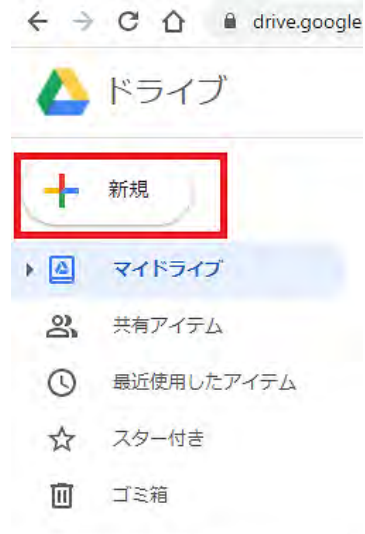 drive.google
ドライブ
新規
マイドライブ
共有アイテム
最近使用したアイテム
スター付き
ゴミ箱